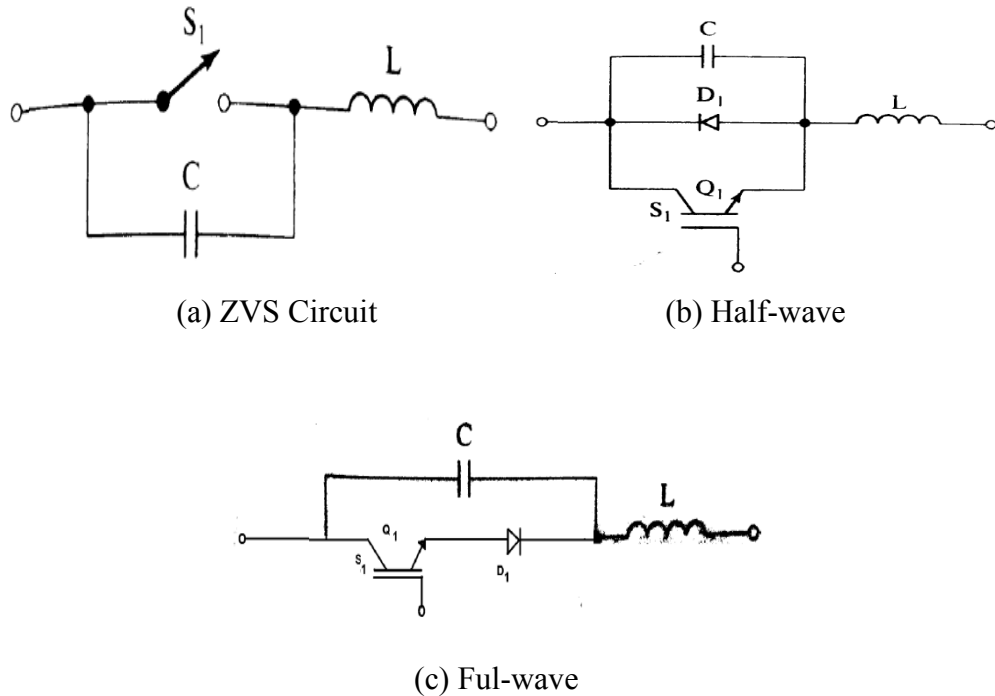 S1
L
C
(a) ZVS Circuit
C
D1
L
Q1
S1
(b) Half-wave
C
L
Q1
S1
D1
(c) Ful-wave